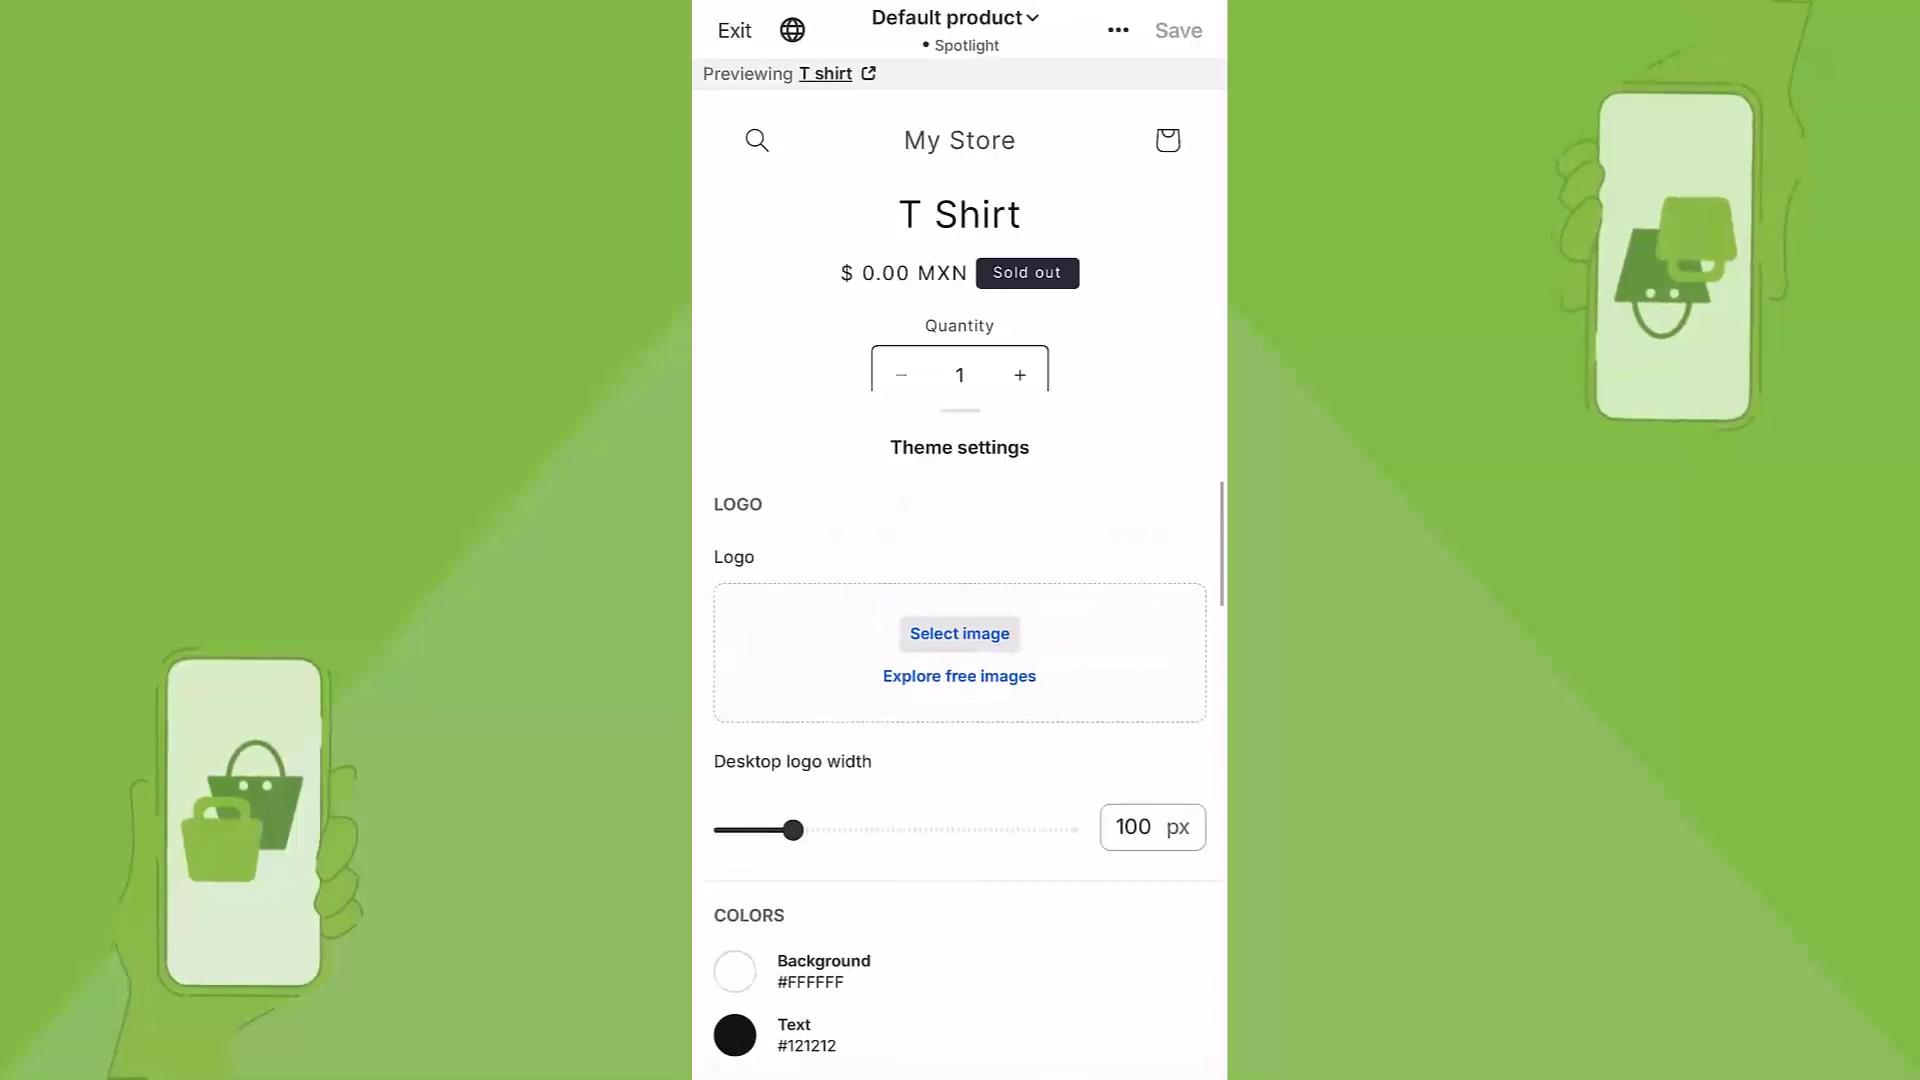 Exit
Default product
• Spotlight
Save
Previewing T shirt
My Store
T Shirt
$ 0.00 MXN Sold out
Quantity
− 1 +
Theme settings
LOGO
Logo
Select image
Explore free images
Desktop logo width
100 px
COLORS
Background
#FFFFFF
Text
#121212